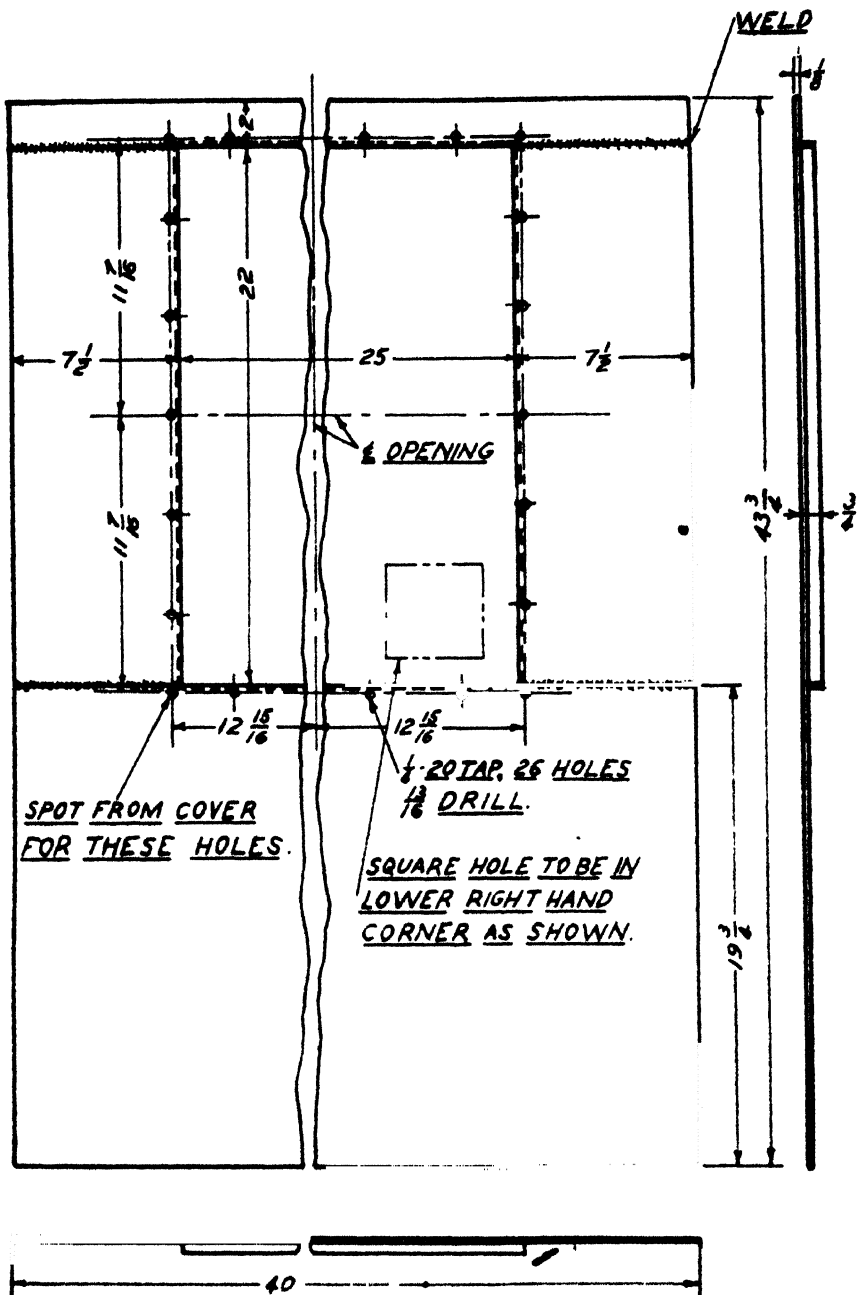 WELD
1/8
2
11 7/16
22
7 1/2
25
7 1/2
℄ OPENING
43 3/4
3/4
11 7/16
12 15/16
12 15/16
20 TAP, 26 HOLES
13/16 DRILL.
SPOT FROM COVER
FOR THESE HOLES.
SQUARE HOLE TO BE IN
LOWER RIGHT HAND
CORNER AS SHOWN.
19 3/4
40